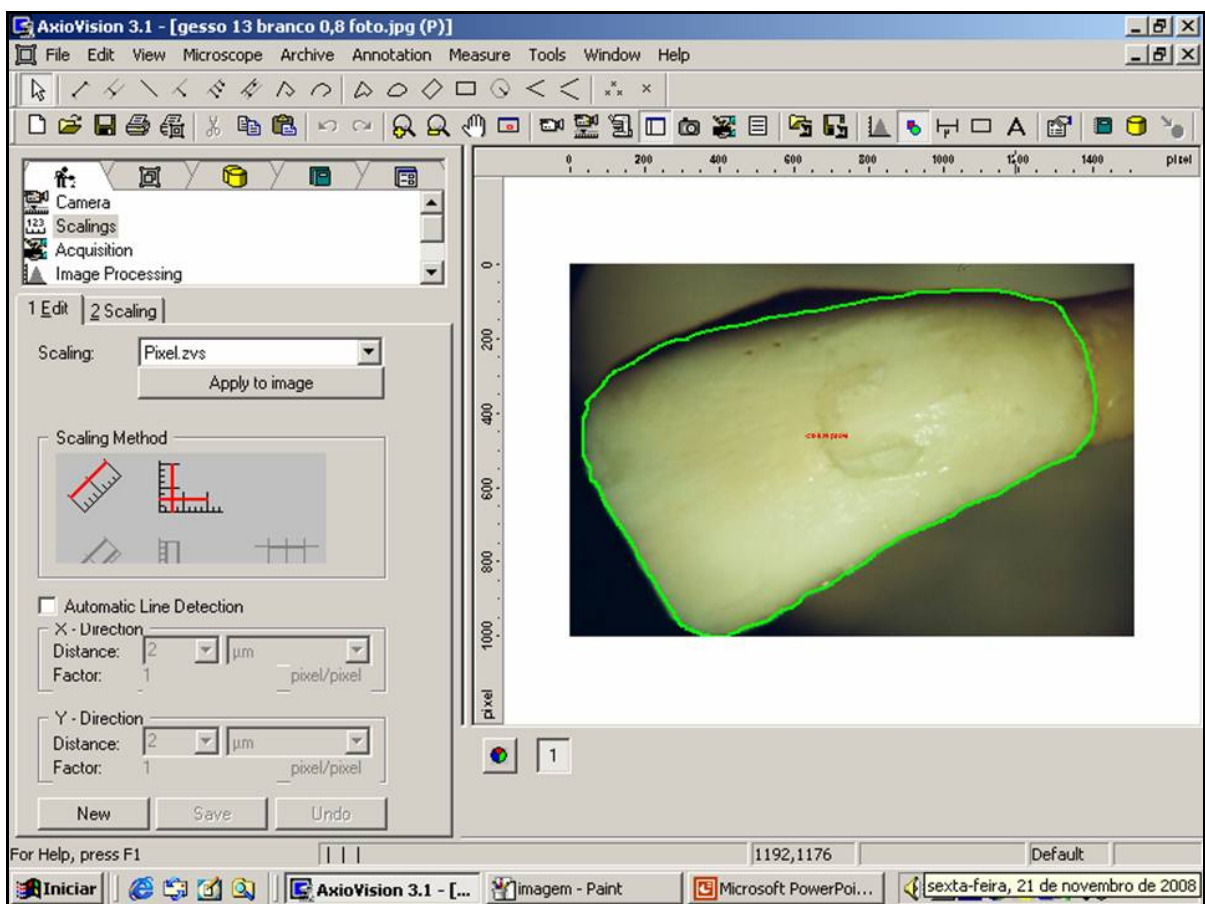 AxioVision 3.1 - [gesso 13 branco 0,8 foto.jpg (P)]
File Edit View Microscope Archive Annotation Measure Tools Window Help
0 200 400 600 800 1000 1200 1400 pixel
Camera
123 Scalings
Acquisition
Image Processing
1 Edit 2 Scaling
Scaling: Pixel.zvs
Apply to image
Scaling Method
Automatic Line Detection
X - Direction
Distance: 2 µm
Factor: 1 pixel/pixel
Y - Direction
Distance: 2 µm
Factor: 1 pixel/pixel
New Save Undo
0
200
400
600
800
1000
pixel
1
For Help, press F1 1192,1176 Default
Iniciar AxioVision 3.1 - [... imagem - Paint Microsoft PowerPoi... sexta-feira, 21 de novembro de 2008